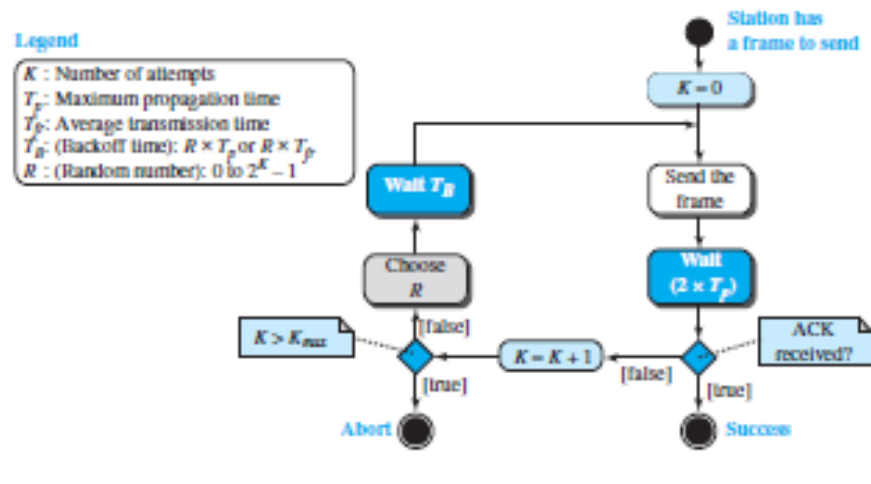 Legend
K : Number of attempts
Tp: Maximum propagation time
Tfr: Average transmission time
TB: (Backoff time): R × Tp or R × Tfr
R : (Random number): 0 to 2^K – 1
Station has
a frame to send
K = 0
Wait TB
Send the
frame
Choose
R
Wait
(2 × Tp)
[false]
K > Kmax
K = K + 1
ACK
received?
[false]
[true]
[true]
Abort
Success